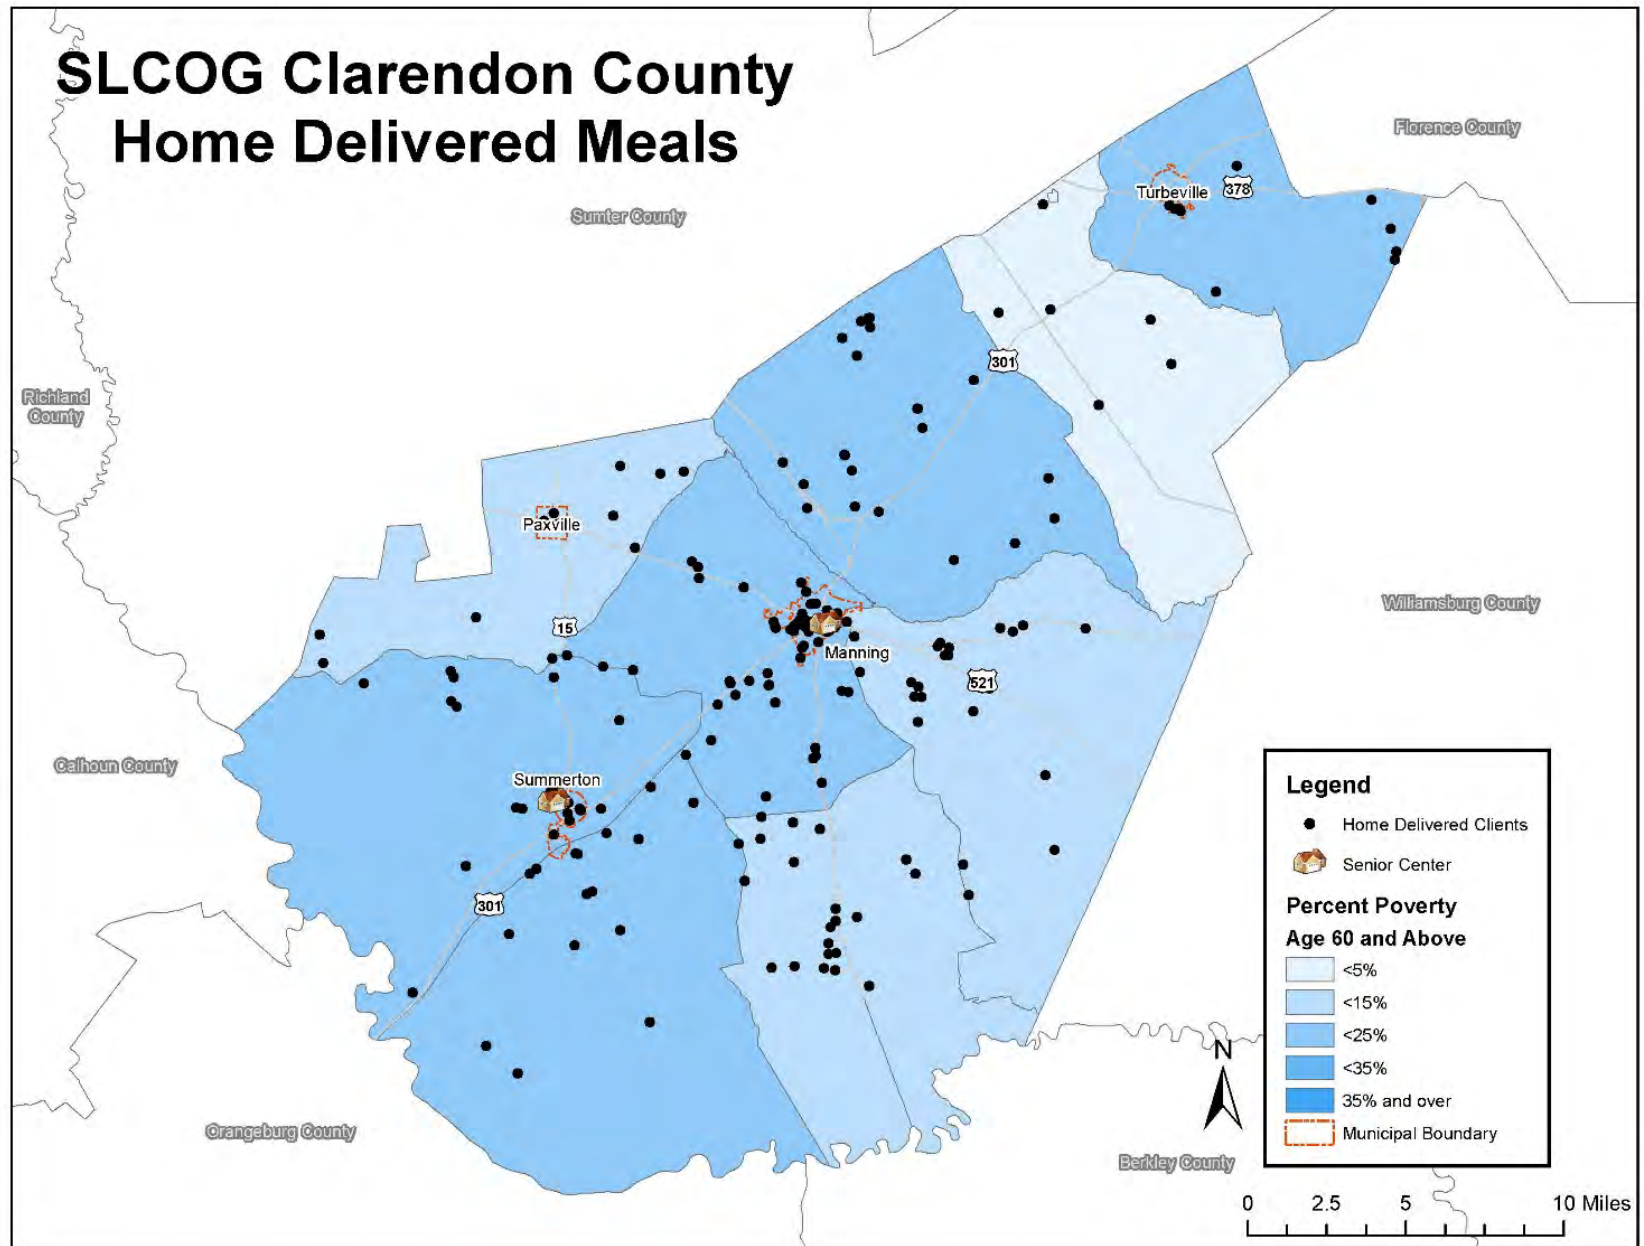 SLCOG Clarendon County
Home Delivered Meals
Florence County
Sumter County
Turbeville
378
301
Richland
County
Paxville
15
Manning
Williamsburg County
521
Calhoun County
Summerton
301
Orangeburg County
Berkley County
N
Legend
Home Delivered Clients
Senior Center
Percent Poverty
Age 60 and Above
<5%
<15%
<25%
<35%
35% and over
Municipal Boundary
0 2.5 5 10 Miles